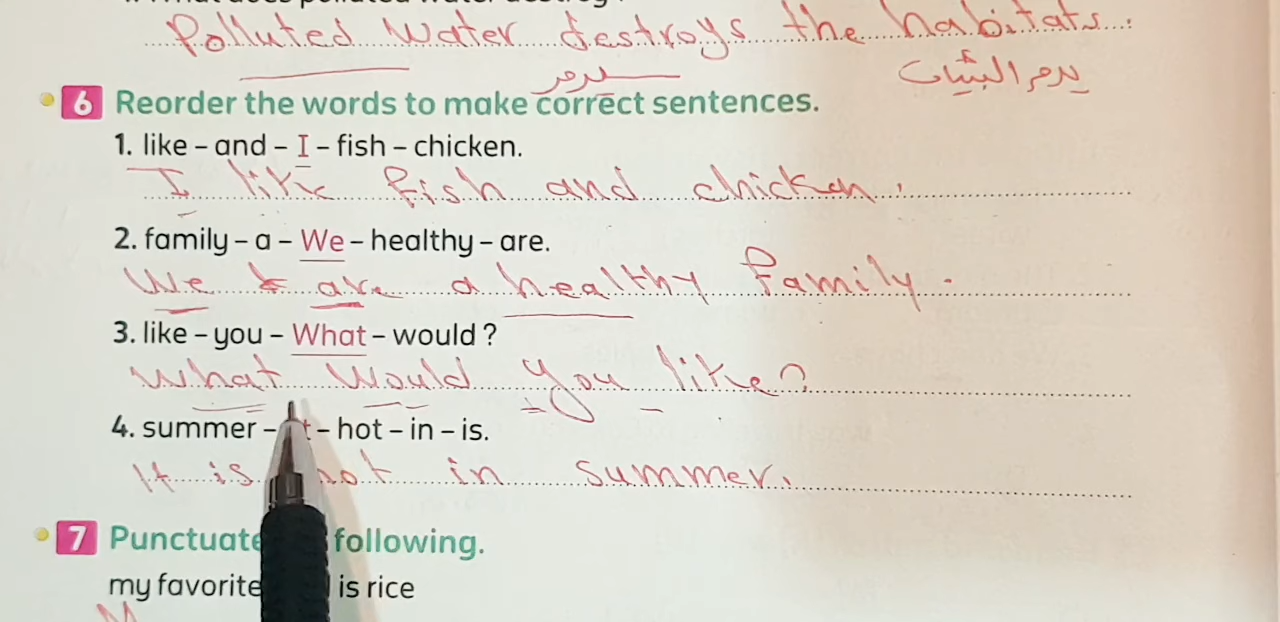 Polluted water destroys the habitats.
6 Reorder the words to make correct sentences.
1. like – and – I – fish – chicken.
I like fish and chicken.
2. family – a – We – healthy – are.
We are a healthy family.
3. like – you – What – would ?
What would you like?
4. summer – – hot – in – is.
It is hot in summer.
7 Punctuate following.
my favorite is rice